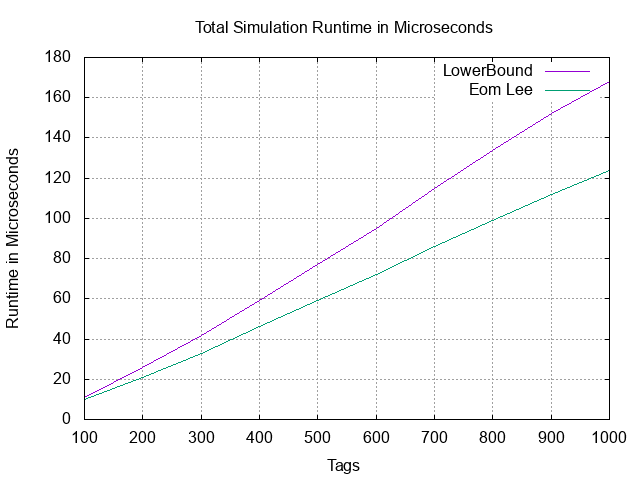 Total Simulation Runtime in Microseconds
LowerBound
Eom Lee
Runtime in Microseconds
180
160
140
120
100
80
60
40
20
0
100 200 300 400 500 600 700 800 900 1000
Tags